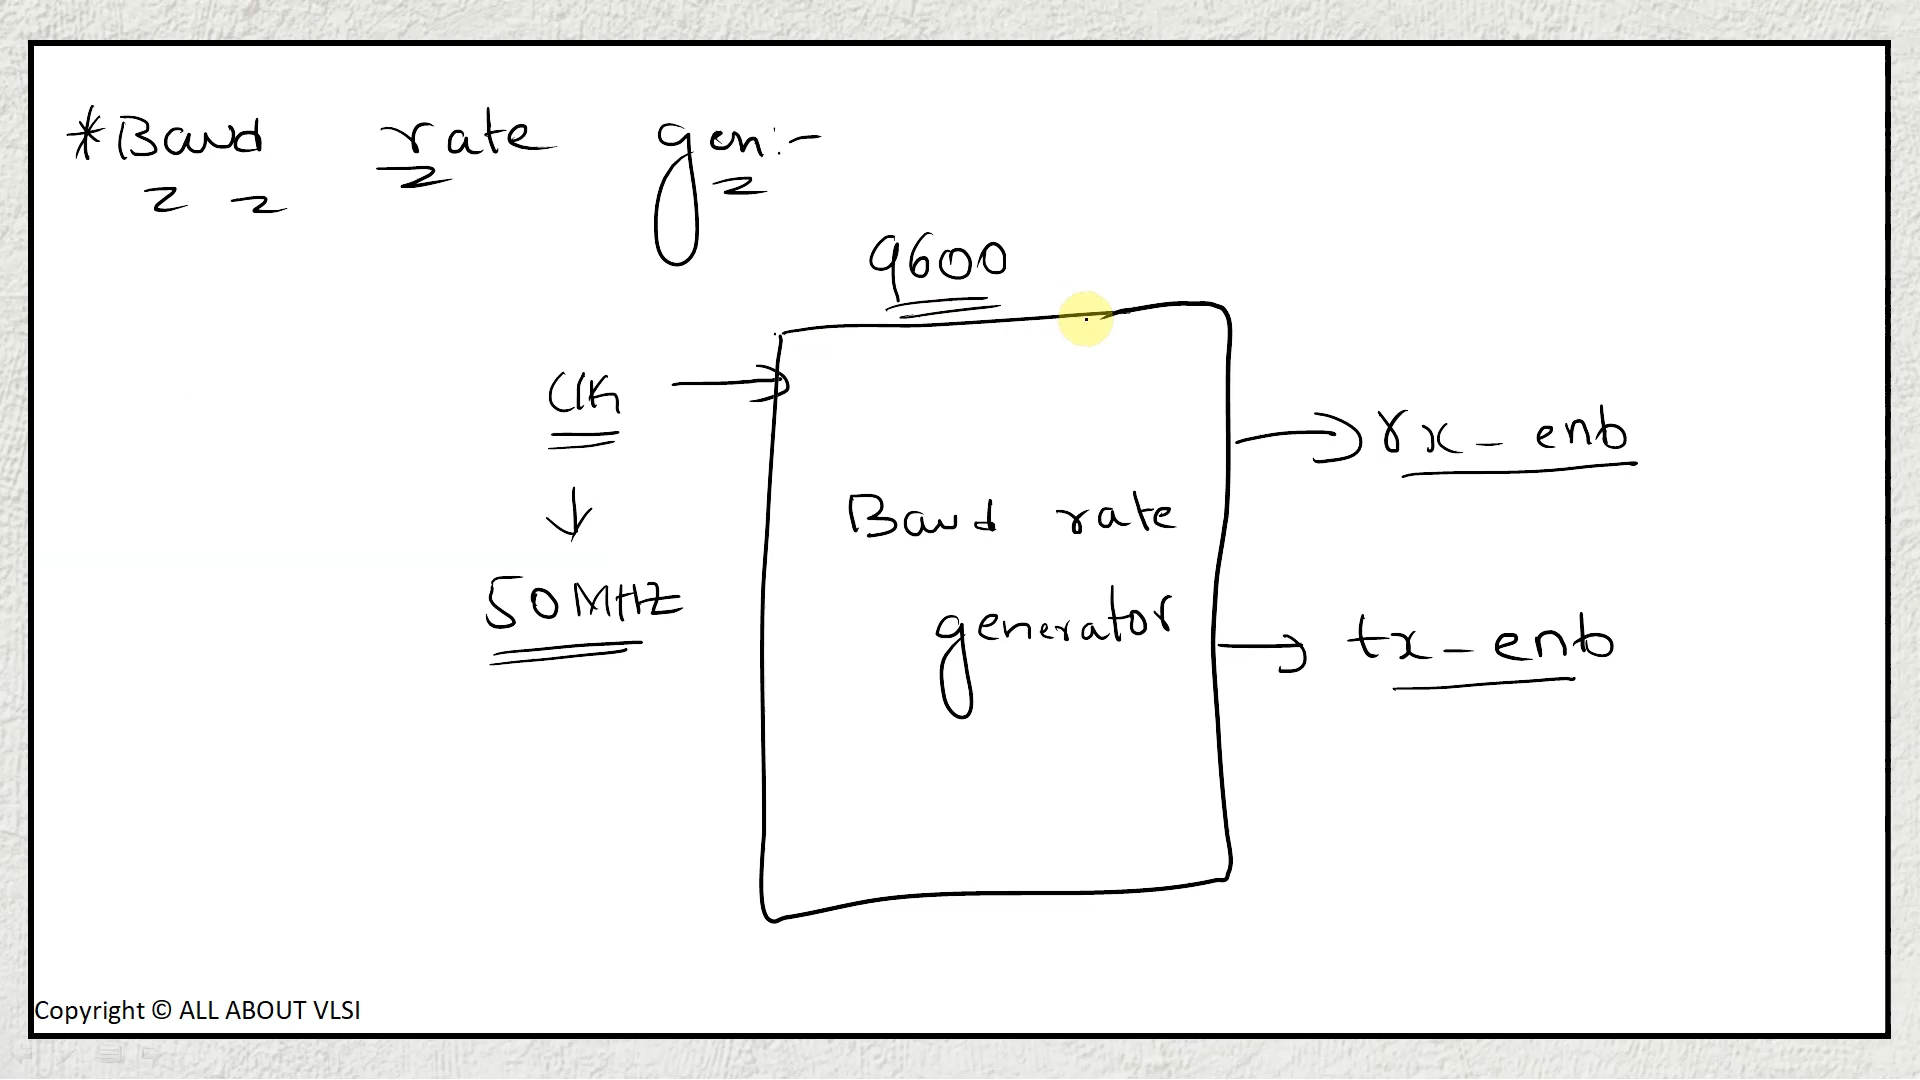 *Baud rate gen:-
9600
Clk
rx-enb
Baud rate
50MHZ
generator
tx-enb
Copyright © ALL ABOUT VLSI